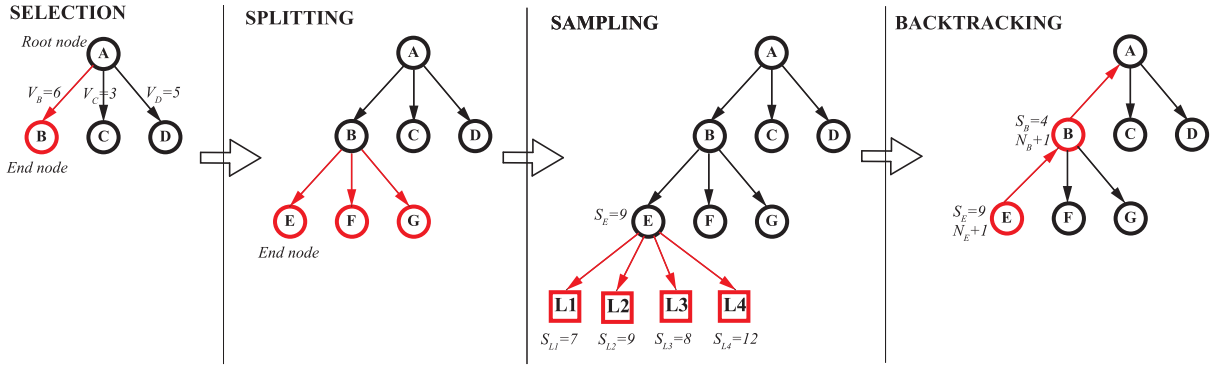 SELECTION
Root node
A
V_B=6
V_C=3
V_D=5
B
C
D
End node
SPLITTING
A
B
C
D
E
F
G
End node
SAMPLING
A
B
C
D
S_E=9
E
F
G
L1
L2
L3
L4
S_L1=7
S_L2=9
S_L3=8
S_L4=12
BACKTRACKING
A
S_B=4
N_B+1
B
C
D
S_E=9
N_E+1
E
F
G